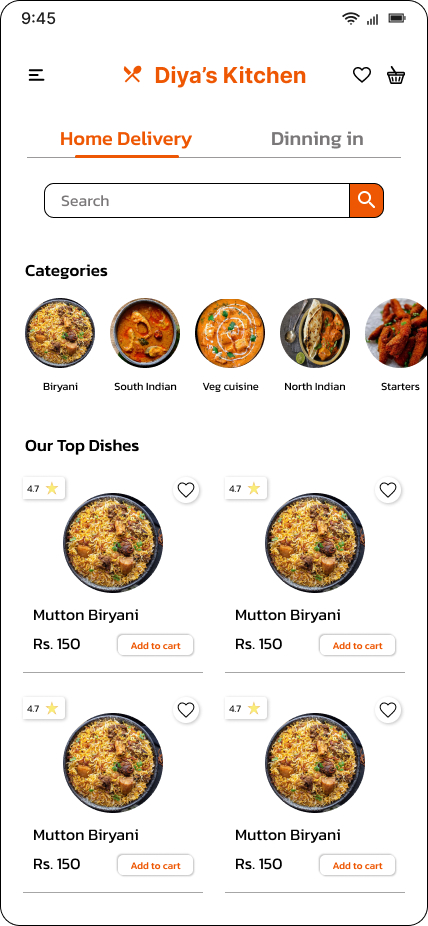 9:45
Diya's Kitchen
Home Delivery Dinning in
Search
Categories
Biryani South Indian Veg cuisine North Indian Starters
Our Top Dishes
4.7 4.7
Mutton Biryani Mutton Biryani
Rs. 150 Add to cart Rs. 150 Add to cart
4.7 4.7
Mutton Biryani Mutton Biryani
Rs. 150 Add to cart Rs. 150 Add to cart